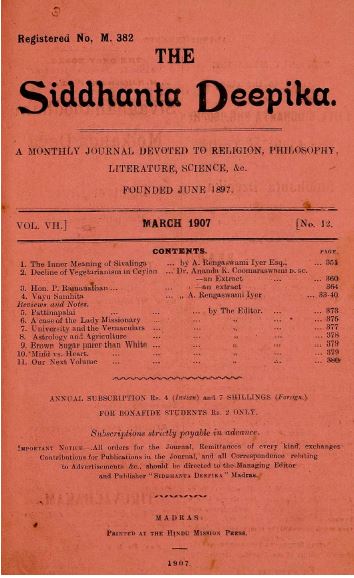 Registered No, M. 382
THE
Siddhanta Deepika.
A MONTHLY JOURNAL DEVOTED TO RELIGION, PHILOSOPHY,
LITERATURE, SCIENCE, &c.
FOUNDED JUNE 1897.
VOL. VII.] MARCH 1907 [No. 12.
CONTENTS. PAGE.
1. The Inner Meaning of Sivalinga ... by A. Rengaswami Iyer Esq., ... 351
2. Decline of Vegetarianism in Ceylon ... Dr. Ananda K. Coomaraswami D. SC.
—an Extract ... 360
3. Hon. P. Ramanathan ... —an extract 364
4. Vayu Samhita ... „ A. Rengaswami Iyer ... 33-40
Reviews and Notes.
5. Pattinapalai ... ... by The Editor. ... 373
6. A case of the Lady Missionary ... „ ... 376
7. University and the Vernaculars ... „ ... 377
8. Astrology and Agriculture ... „ ... 378
9. Brown Sugar purer than White ... „ ... 379
10. Mind vs. Heart. ... ... „ ... 379
11. Our Next Volume ... ... „ ... 380
ANNUAL SUBSCRIPTION Rs. 4 (Indian) and 7 SHILLINGS (Foreign.)
FOR BONAFIDE STUDENTS Rs. 2 ONLY.
Subscriptions strictly payable in advance.
IMPORTANT NOTICE—All orders for the Journal, Remittances of every kind, exchanges
Contributions for Publications in the Journal, and all Correspondence relating
to Advertisements &c., should be directed to the Managing Editor
and Publisher "SIDDHANTA DEEPIKA" Madras.
MADRAS:
PRINTED AT THE HINDU MISSION PRESS.
1907